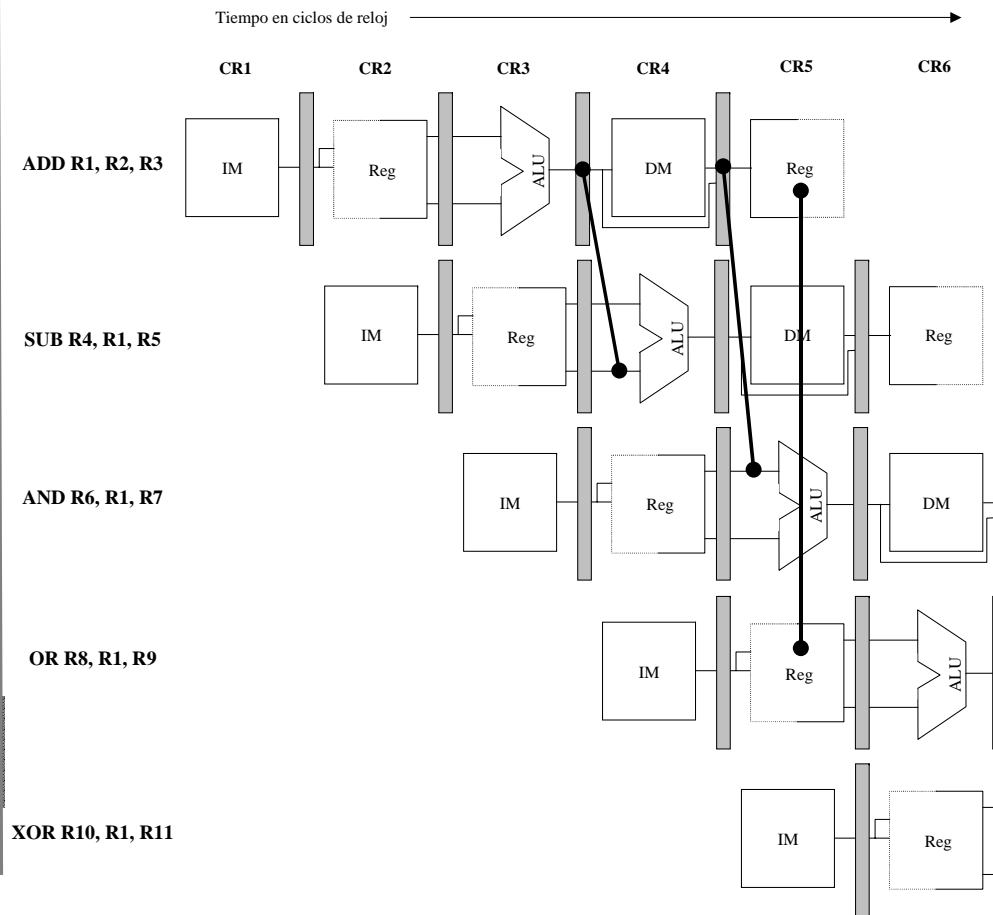 Tiempo en ciclos de reloj
CR1 CR2 CR3 CR4 CR5 CR6
ADD R1, R2, R3 IM Reg ALU DM Reg
SUB R4, R1, R5 IM Reg ALU DM Reg
AND R6, R1, R7 IM Reg ALU DM
OR R8, R1, R9 IM Reg ALU
XOR R10, R1, R11 IM Reg